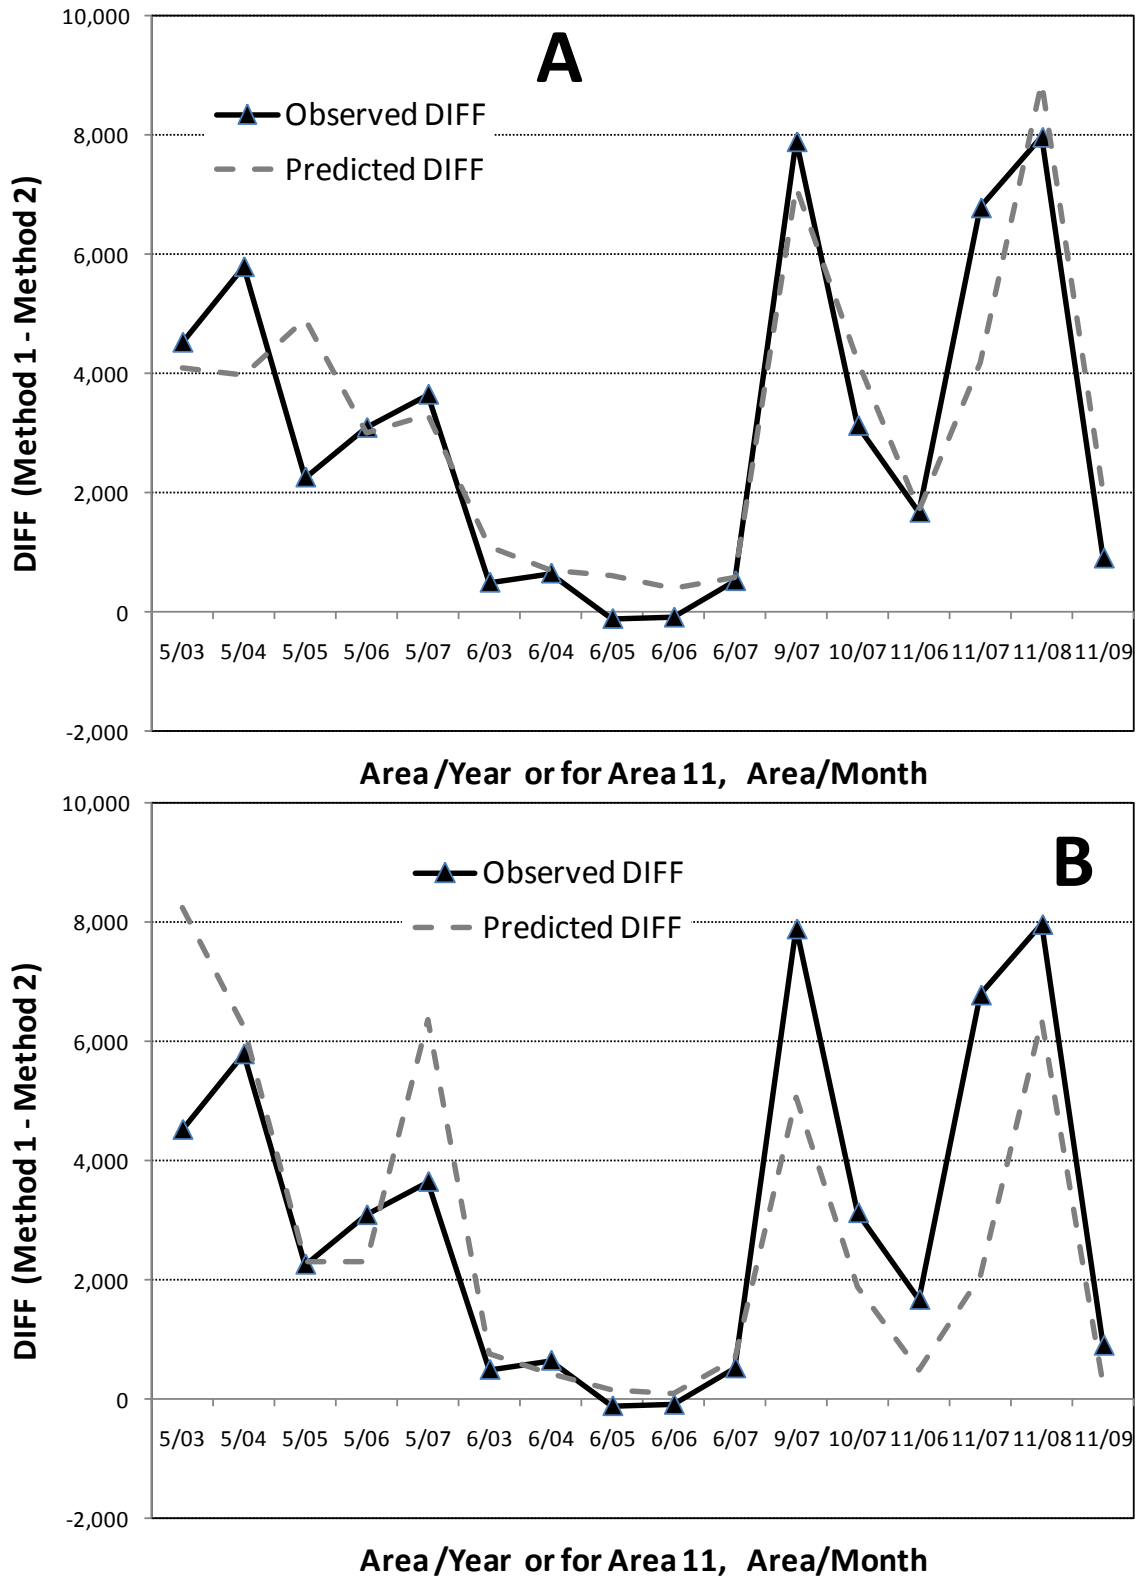 10,000
A
Observed DIFF
8,000
Predicted DIFF
6,000
4,000
2,000
0
5/03 5/04 5/05 5/06 5/07 6/03 6/04 6/05 6/06 6/07 9/07 10/07 11/06 11/07 11/08 11/09
-2,000
DIFF (Method 1 - Method 2)
Area /Year or for Area 11, Area/Month
10,000
B
Observed DIFF
8,000
Predicted DIFF
6,000
4,000
2,000
0
5/03 5/04 5/05 5/06 5/07 6/03 6/04 6/05 6/06 6/07 9/07 10/07 11/06 11/07 11/08 11/09
-2,000
DIFF (Method 1 - Method 2)
Area /Year or for Area 11, Area/Month